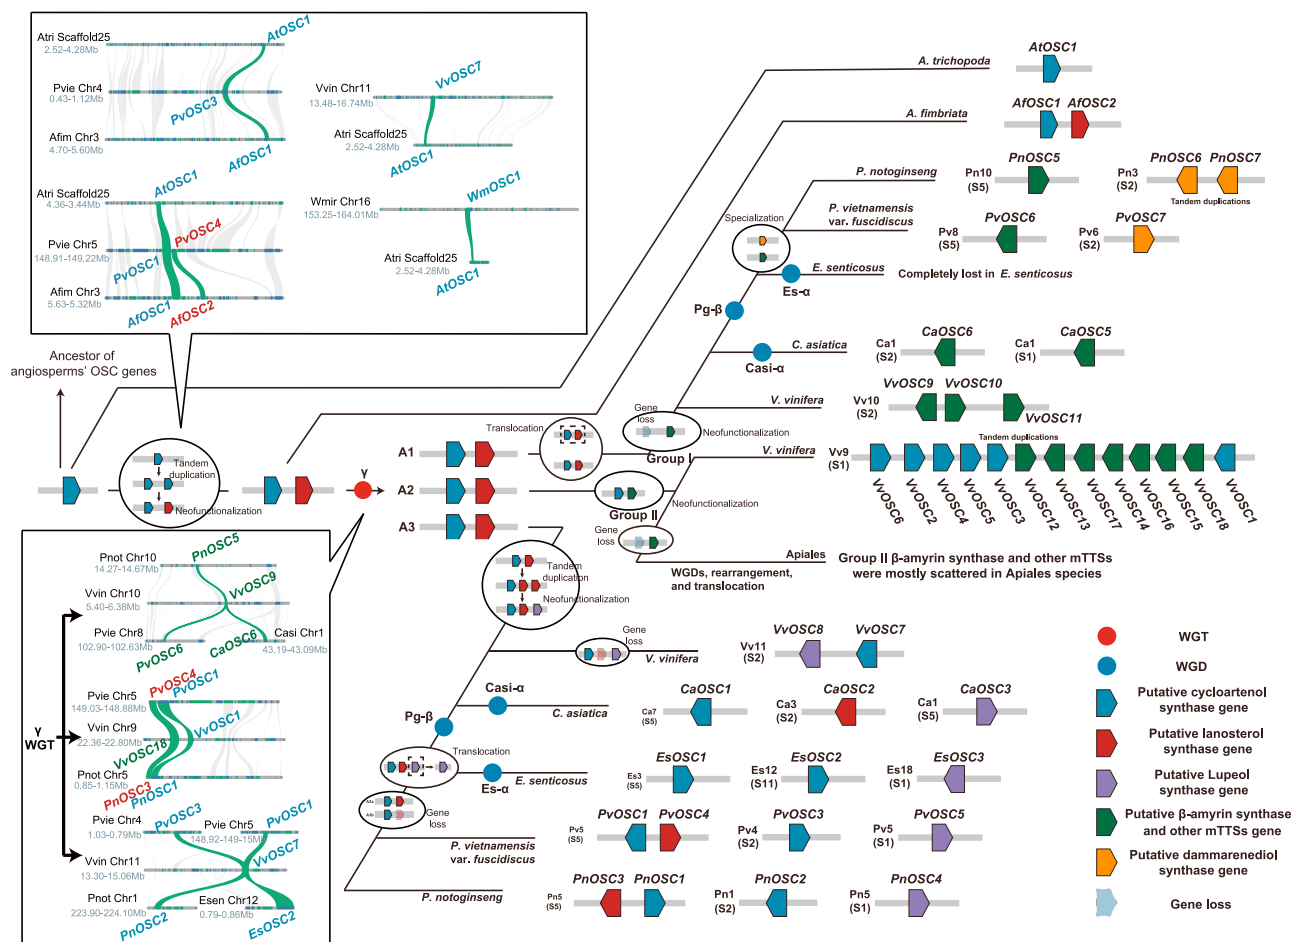 Atri Scaffold25
2.52-4.28Mb
AtOSC1
Pvie Chr4
0.43-1.12Mb
PvOSC3
Afim Chr3
4.70-5.60Mb
AfOSC1
Vvin Chr11
13.48-16.74Mb
VvOSC7
Atri Scaffold25
2.52-4.28Mb
AtOSC1
Atri Scaffold25
4.36-3.44Mb
AtOSC1
Pvie Chr5
148.91-149.22Mb
PvOSC4
PvOSC1
Afim Chr3
5.63-5.32Mb
AfOSC1
AfOSC2
Wmir Chr16
153.25-164.01Mb
WmOSC1
Atri Scaffold25
2.52-4.28Mb
AtOSC1
A. trichopoda
AtOSC1
A. fimbriata
AfOSC1
AfOSC2
P. notoginseng
Pn10
(S5)
PnOSC5
Pn3
(S2)
PnOSC6
PnOSC7
Tandem duplications
Specialization
P. vietnamensis
var. fuscidiscus
Pv8
(S5)
PvOSC6
Pv6
(S2)
PvOSC7
E. senticosus
Es-α
Completely lost in E. senticosus
Pg-β
Casi-α
C. asiatica
Ca1
(S2)
CaOSC6
Ca1
(S1)
CaOSC5
Ancestor of
angiosperms' OSC genes
V. vinifera
Vv10
(S2)
VvOSC9
VvOSC10
VvOSC11
Gene
loss
Neofunctionalization
Group I
Translocation
V. vinifera
Vv9
(S1)
Tandem duplications
VvOSC6
VvOSC2
VvOSC4
VvOSC5
VvOSC3
VvOSC12
VvOSC13
VvOSC17
VvOSC14
VvOSC16
VvOSC15
VvOSC18
VvOSC1
Tandem
duplication
Neofunctionalization
γ
A1
A2
A3
Group II
Neofunctionalization
Gene
loss
Apiales
WGDs, rearrangement,
and translocation
Group II β-amyrin synthase and other mTTSs
were mostly scattered in Apiales species
Tandem
duplication
Neofunctionalization
Gene
loss
V. vinifera
Vv11
(S2)
VvOSC8
VvOSC7
Casi-α
C. asiatica
Ca7
(S5)
CaOSC1
Ca3
(S2)
CaOSC2
Ca1
(S5)
CaOSC3
Pg-β
Translocation
E. senticosus
Es-α
Es3
(S5)
EsOSC1
Es12
(S11)
EsOSC2
Es18
(S1)
EsOSC3
Gene
loss
P. vietnamensis
var. fuscidiscus
Pv5
(S5)
PvOSC1
PvOSC4
Pv4
(S2)
PvOSC3
Pv5
(S1)
PvOSC5
P. notoginseng
Pn5
(S5)
PnOSC3
PnOSC1
Pn1
(S2)
PnOSC2
Pn5
(S1)
PnOSC4
γ
WGT
Pnot Chr10
14.27-14.67Mb
PnOSC5
Vvin Chr10
5.40-6.38Mb
VvOSC9
Pvie Chr8
102.90-102.63Mb
PvOSC6
CaOSC6
Casi Chr1
43.19-43.09Mb
Pvie Chr5
149.03-148.88Mb
PvOSC4
PvOSC1
Vvin Chr9
22.36-22.80Mb
VvOSC1
VvOSC18
Pnot Chr5
0.85-1.15Mb
PnOSC3
PnOSC1
Pvie Chr4
1.03-0.79Mb
PvOSC3
Pvie Chr5
148.92-149-15Mb
PvOSC1
Vvin Chr11
13.30-15.06Mb
VvOSC7
Pnot Chr1
223.90-224.10Mb
PnOSC2
Esen Chr12
0.79-0.86Mb
EsOSC2
WGT
WGD
Putative cycloartenol
synthase gene
Putative lanosterol
synthase gene
Putative Lupeol
synthase gene
Putative β-amyrin synthase
and other mTTSs gene
Putative dammarenediol
synthase gene
Gene loss